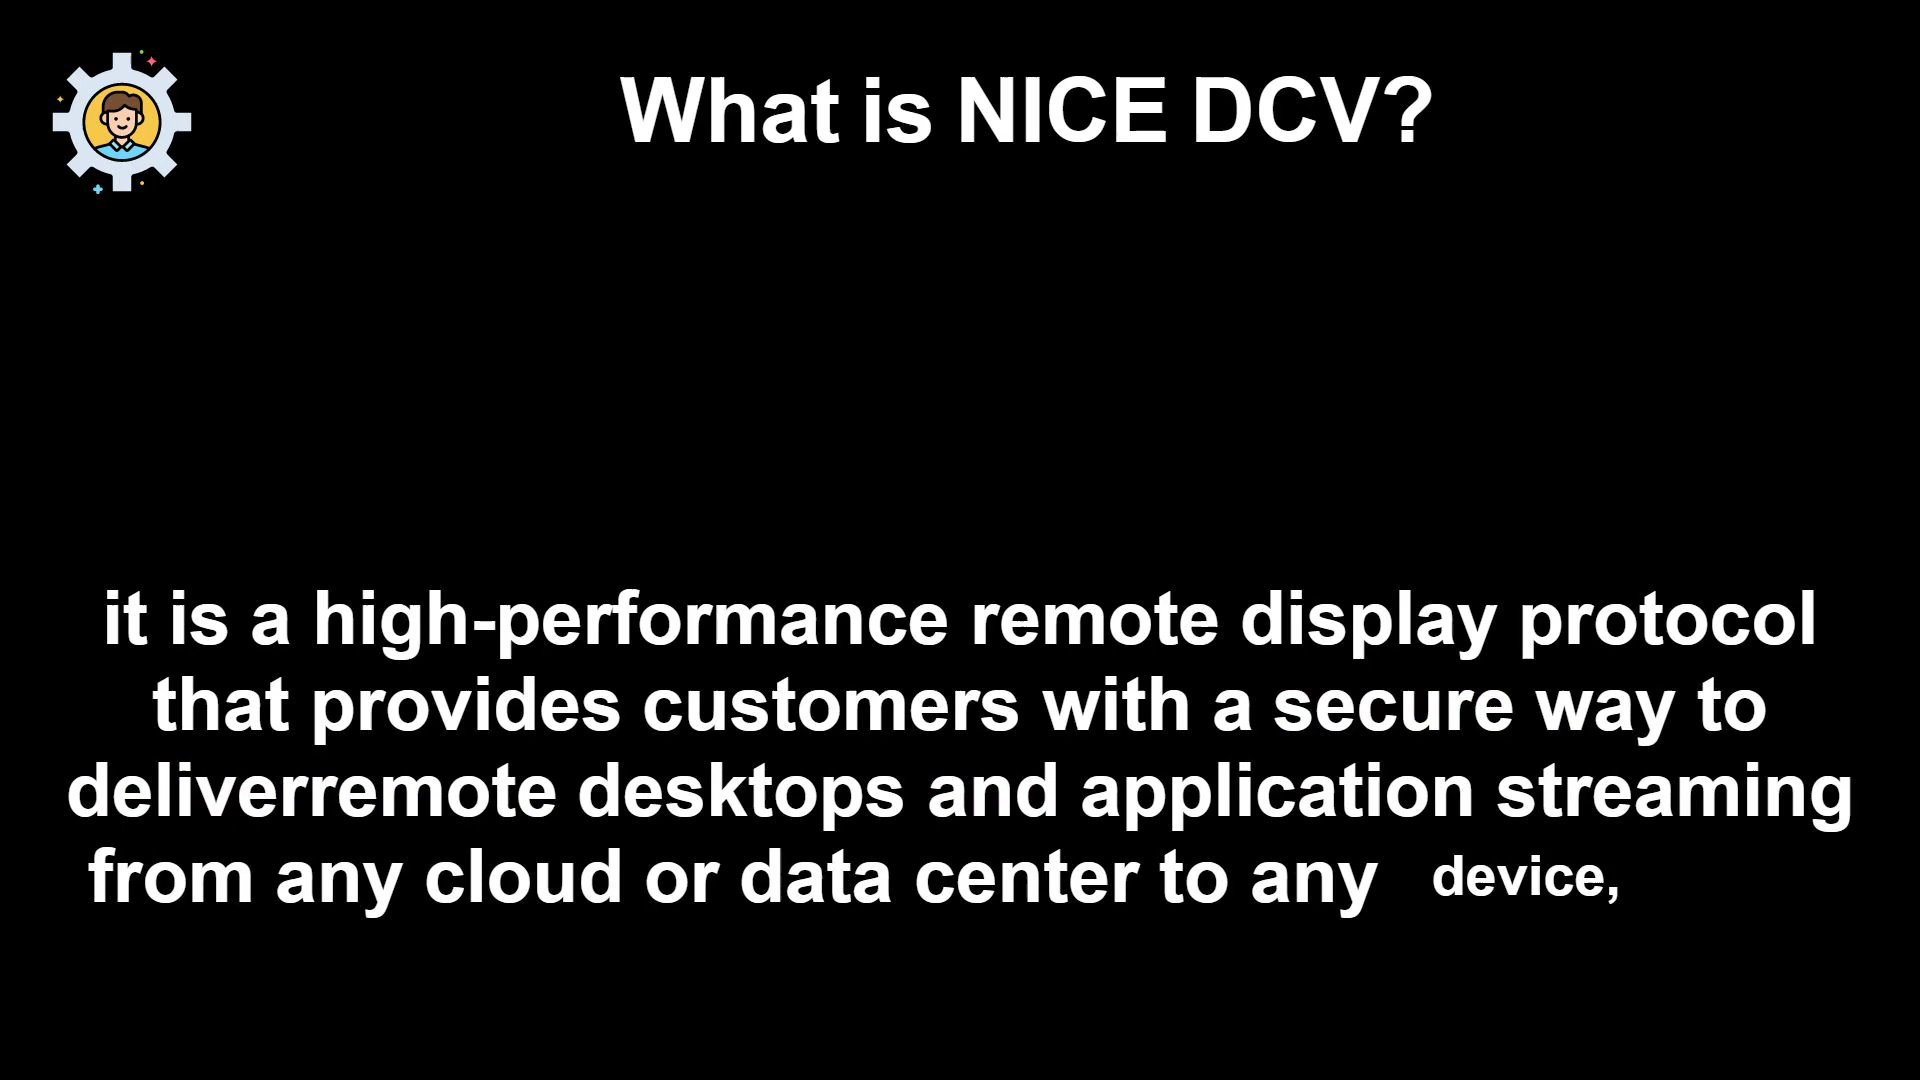 What is NICE DCV?
it is a high-performance remote display protocol
that provides customers with a secure way to
deliverremote desktops and application streaming
from any cloud or data center to any device,